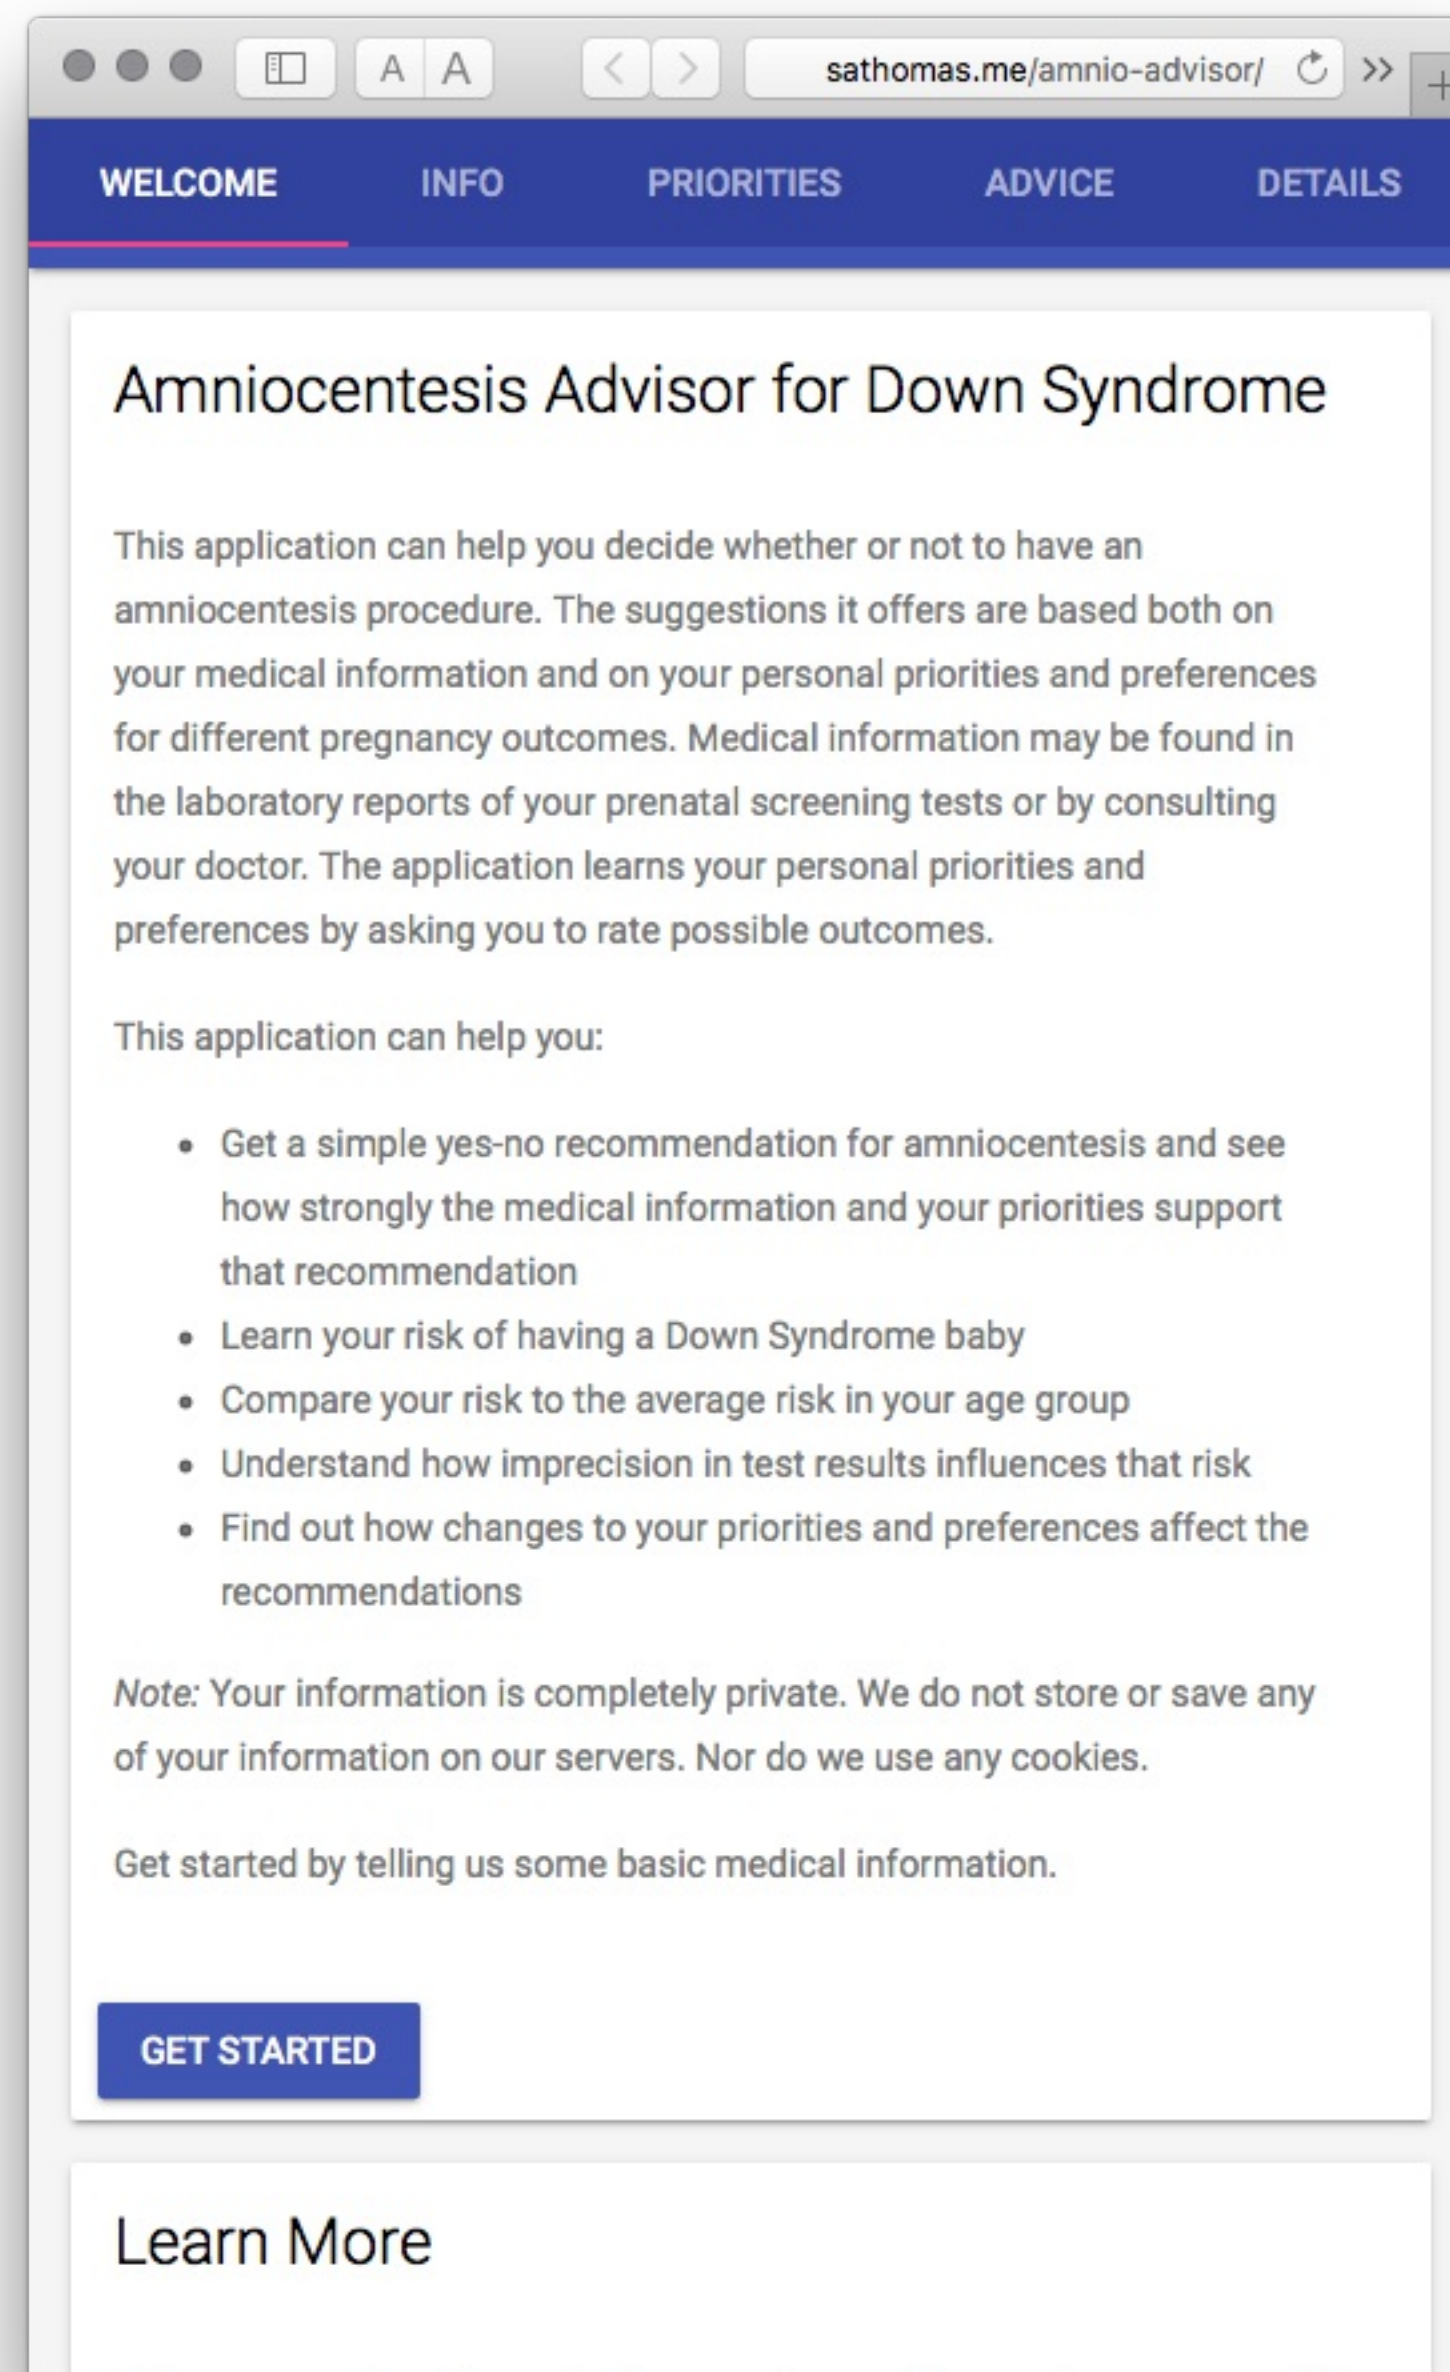 A A sathomas.me/amnio-advisor/
WELCOME INFO PRIORITIES ADVICE DETAILS
Amniocentesis Advisor for Down Syndrome
This application can help you decide whether or not to have an
amniocentesis procedure. The suggestions it offers are based both on
your medical information and on your personal priorities and preferences
for different pregnancy outcomes. Medical information may be found in
the laboratory reports of your prenatal screening tests or by consulting
your doctor. The application learns your personal priorities and
preferences by asking you to rate possible outcomes.
This application can help you:
• Get a simple yes-no recommendation for amniocentesis and see
how strongly the medical information and your priorities support
that recommendation
• Learn your risk of having a Down Syndrome baby
• Compare your risk to the average risk in your age group
• Understand how imprecision in test results influences that risk
• Find out how changes to your priorities and preferences affect the
recommendations
Note: Your information is completely private. We do not store or save any
of your information on our servers. Nor do we use any cookies.
Get started by telling us some basic medical information.
GET STARTED
Learn More